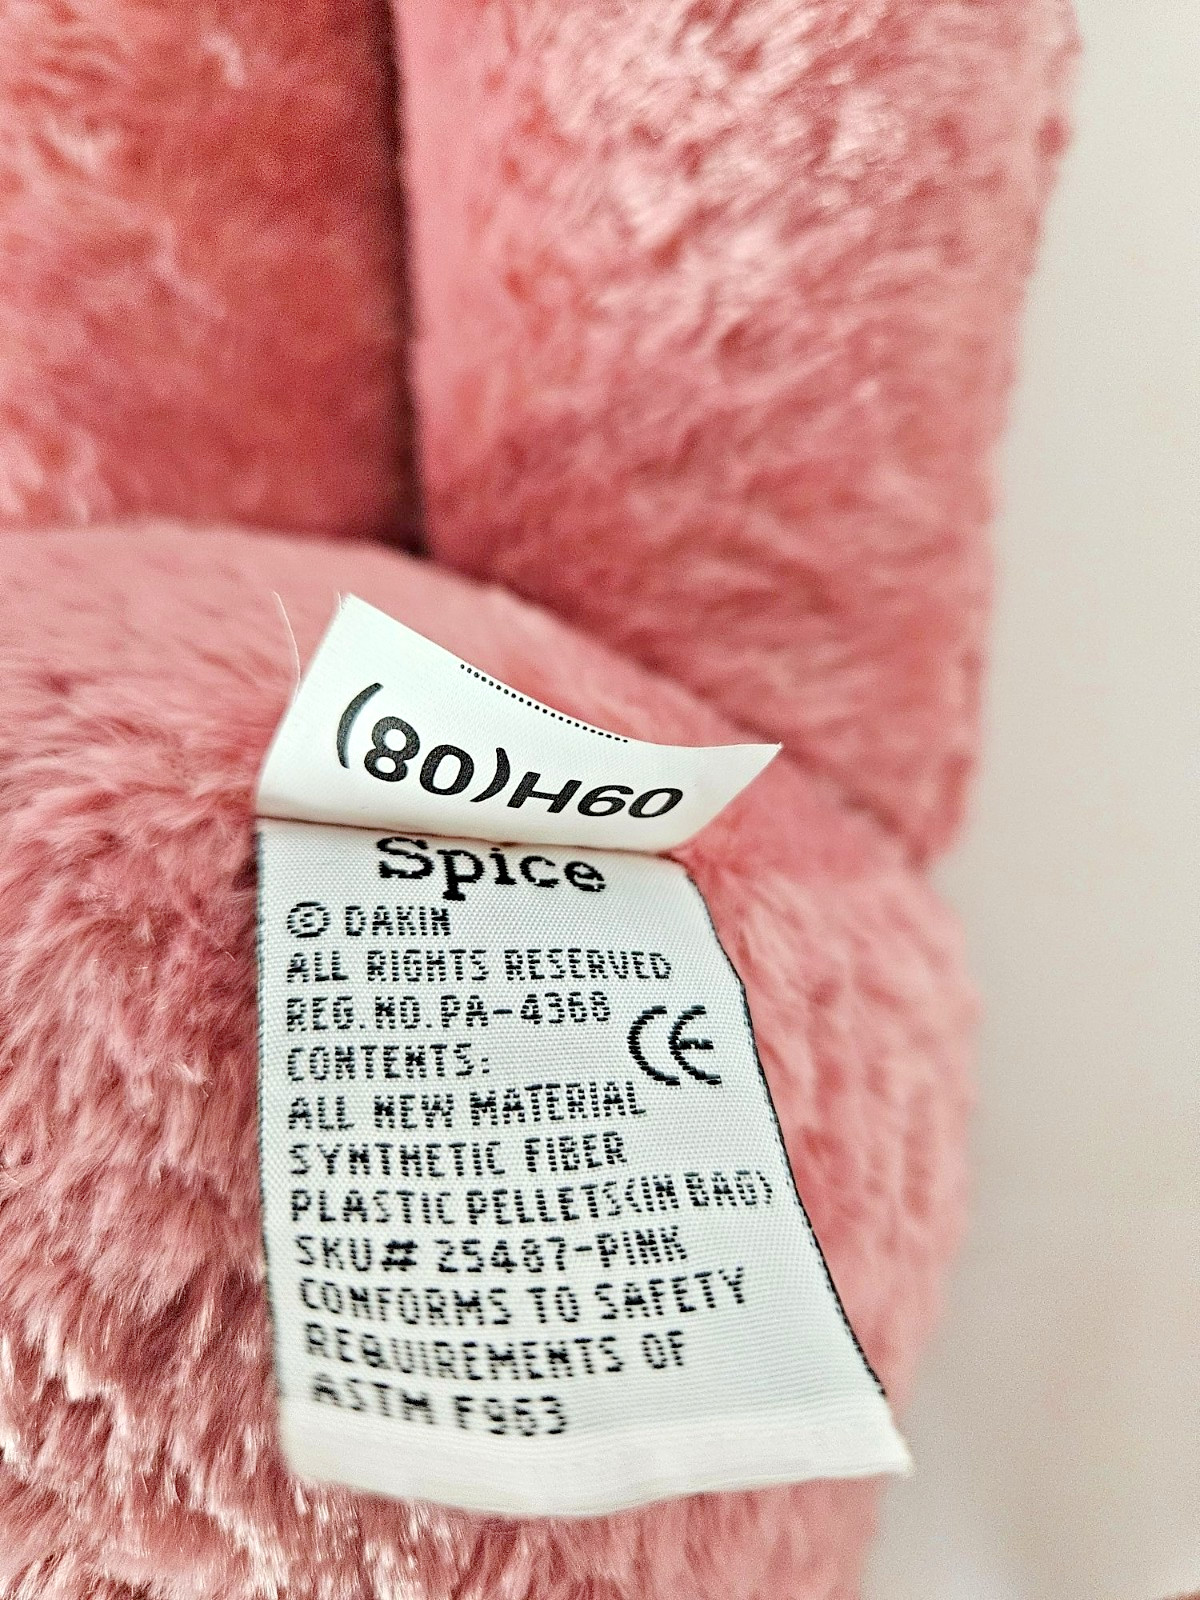 (80)H60
Spice
© DAKIN
ALL RIGHTS RESERVED
REG.NO.PA-4368
CE
CONTENTS:
ALL NEW MATERIAL
SYNTHETIC FIBER
PLASTIC PELLETS(IN BAG)
SKU# 25487-PINK
CONFORMS TO SAFETY
REQUIREMENTS OF
ASTM F963